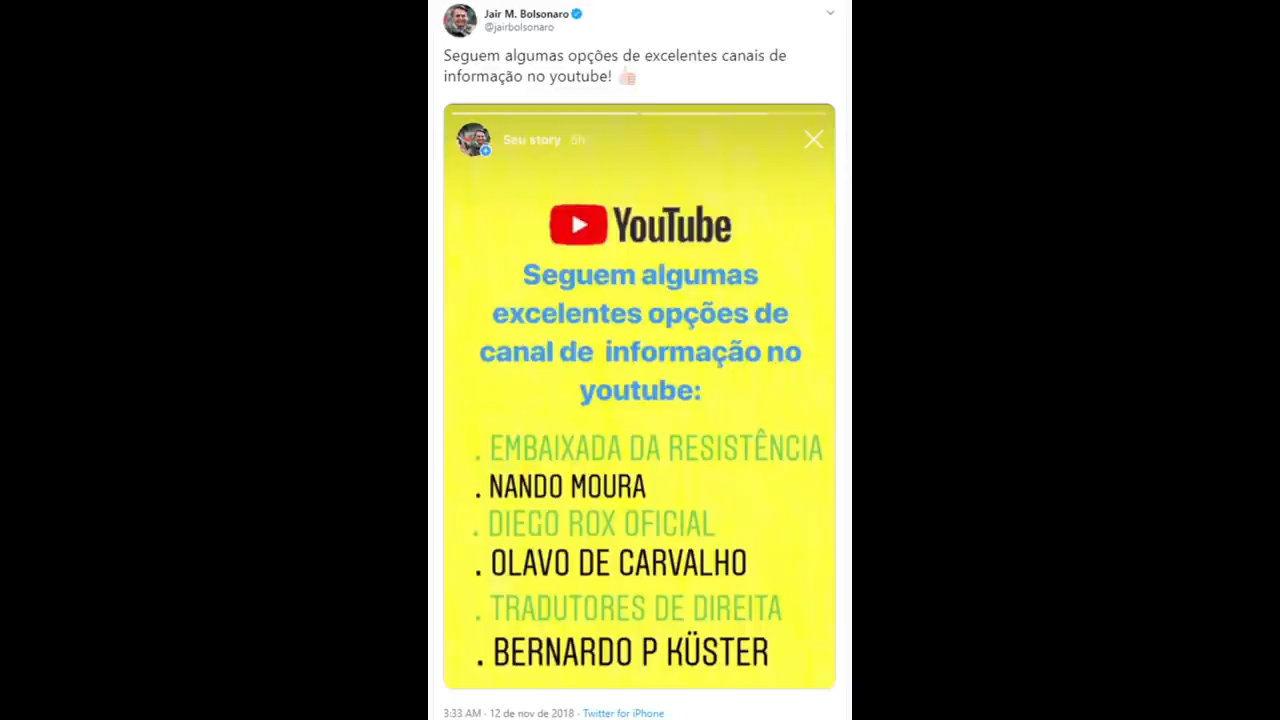 Jair M. Bolsonaro
@jairbolsonaro
Seguem algumas opções de excelentes canais de
informação no youtube! 👍🏻
Seu story 6h
YouTube
Seguem algumas
excelentes opções de
canal de informação no
youtube:
. EMBAIXADA DA RESISTÊNCIA
. NANDO MOURA
. DIEGO ROX OFICIAL
. OLAVO DE CARVALHO
. TRADUTORES DE DIREITA
. BERNARDO P KÜSTER
3:33 AM · 12 de nov de 2018 · Twitter for iPhone